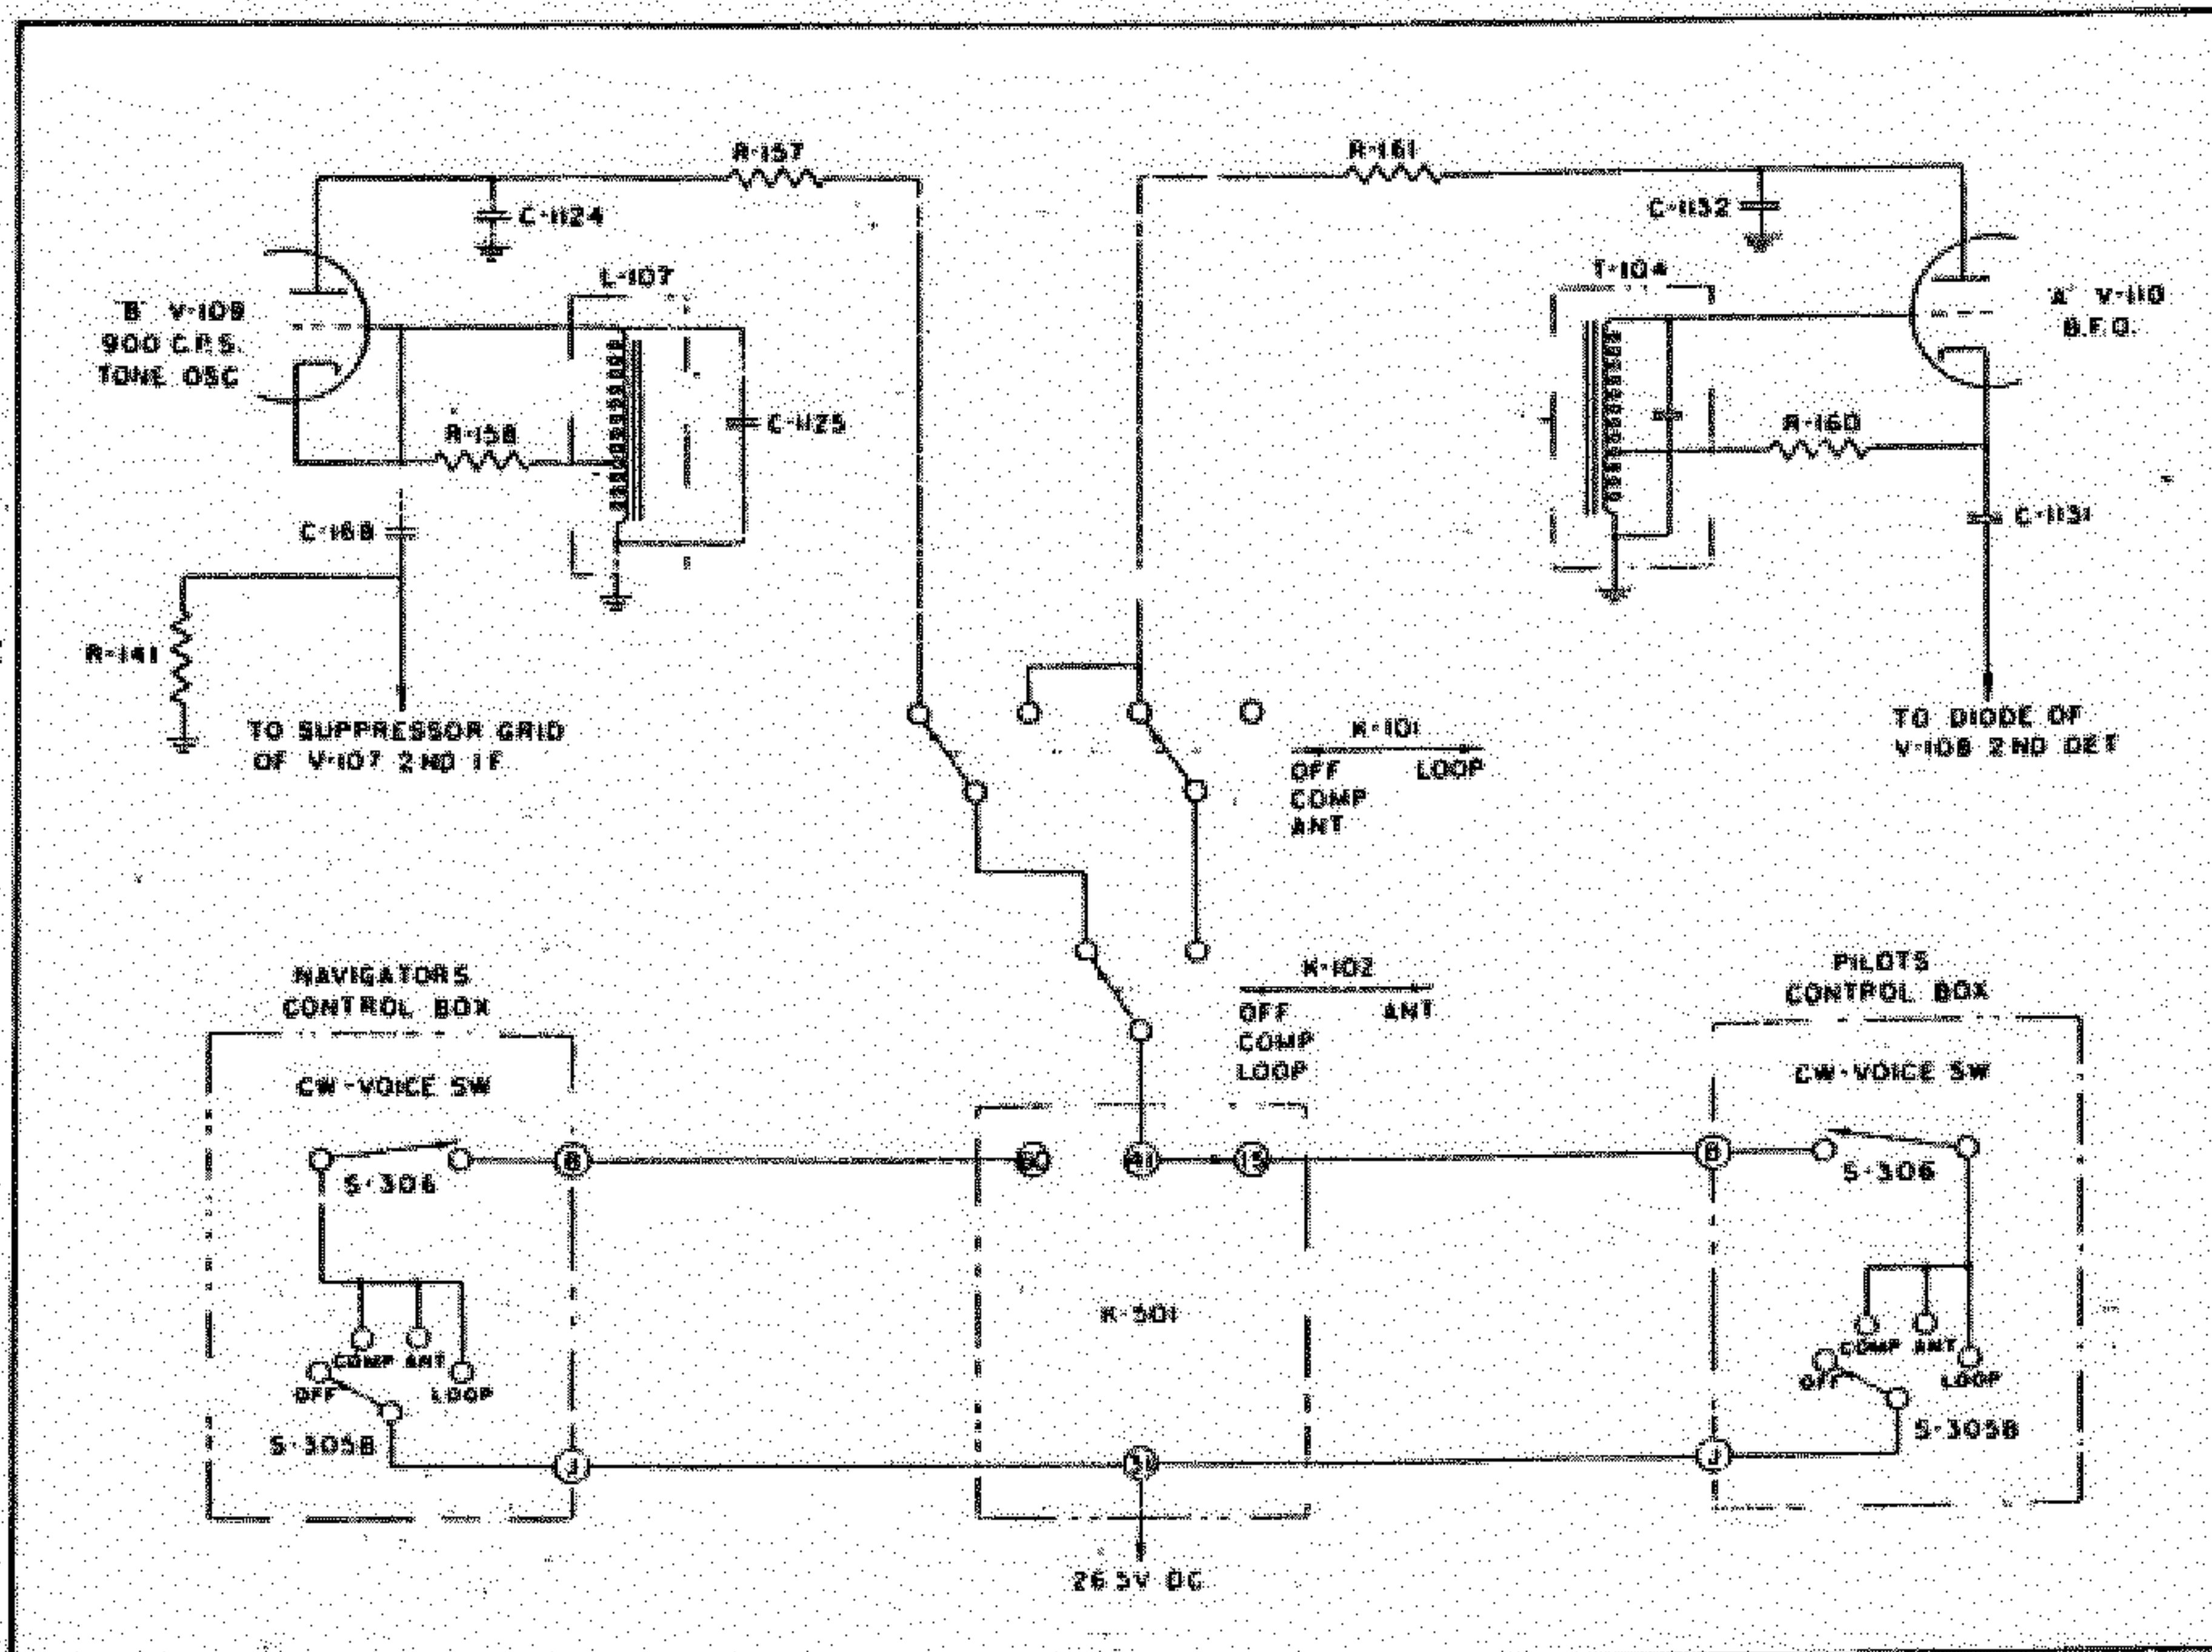 R-157
R-161
C-1124
C-1132
L-107
T-104
"B" V-109
900 C.P.S.
TONE OSC
"A" V-110
B.F.O.
C-1125
R-158
R-160
C-168
C-1131
R-141
TO SUPPRESSOR GRID
OF V-107 2ND I F
TO DIODE OF
V-108 2ND DET
K-101
OFF LOOP
COMP
ANT
K-102
OFF ANT
COMP
LOOP
NAVIGATORS
CONTROL BOX
PILOTS
CONTROL BOX
CW-VOICE SW
CW-VOICE SW
B
41
15
B
S-306
S-306
K-501
COMP ANT
OFF LOOP
COMP ANT
OFF LOOP
S-305B
S-305B
J
J
26.5V DC